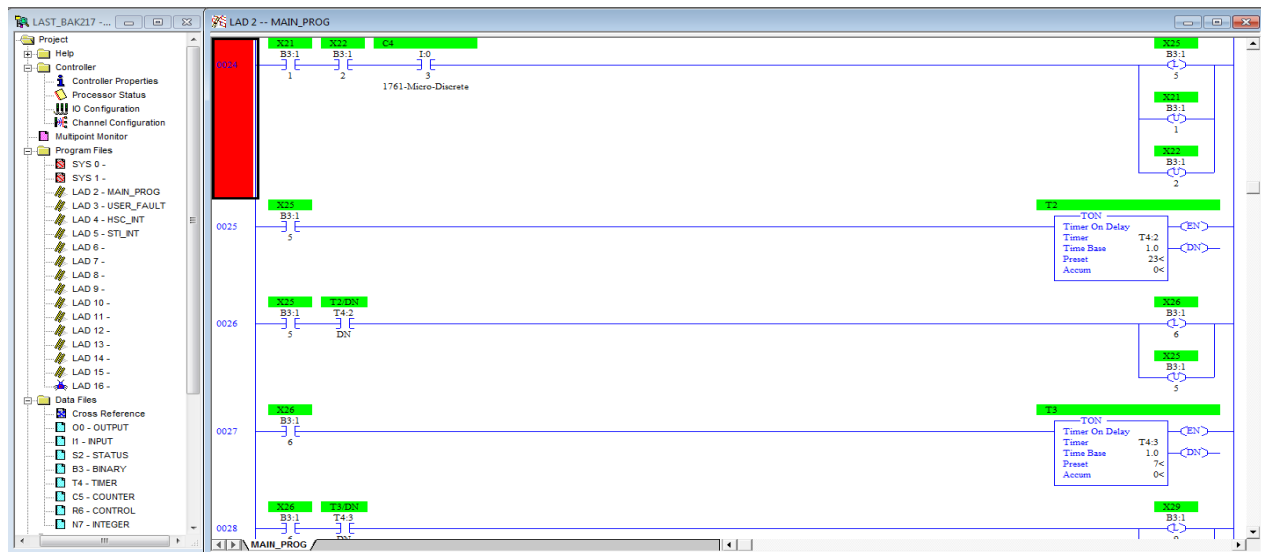 LAST_BAK217 -...
Project
Help
Controller
Controller Properties
Processor Status
IO Configuration
Channel Configuration
Multipoint Monitor
Program Files
SYS 0 -
SYS 1 -
LAD 2 - MAIN_PROG
LAD 3 - USER_FAULT
LAD 4 - HSC_INT
LAD 5 - STI_INT
LAD 6 -
LAD 7 -
LAD 8 -
LAD 9 -
LAD 10 -
LAD 11 -
LAD 12 -
LAD 13 -
LAD 14 -
LAD 15 -
LAD 16 -
Data Files
Cross Reference
O0 - OUTPUT
I1 - INPUT
S2 - STATUS
B3 - BINARY
T4 - TIMER
C5 - COUNTER
R6 - CONTROL
N7 - INTEGER
LAD 2 -- MAIN_PROG
X21 X22 C4 X25
B3:1 B3:1 I:0 B3:1
0024 L
1 2 3 5
1761-Micro-Discrete
X21
B3:1
U
1
X22
B3:1
U
2
X25 T2
B3:1 TON
0025 Timer On Delay EN
5 Timer T4:2
Time Base 1.0 DN
Preset 23<
Accum 0<
X25 T2/DN X26
B3:1 T4:2 B3:1
0026 L
5 DN 6
X25
B3:1
U
5
X26 T3
B3:1 TON
0027 Timer On Delay EN
6 Timer T4:3
Time Base 1.0 DN
Preset 7<
Accum 0<
X26 T3/DN X29
B3:1 T4:3 B3:1
0028 L
MAIN_PROG